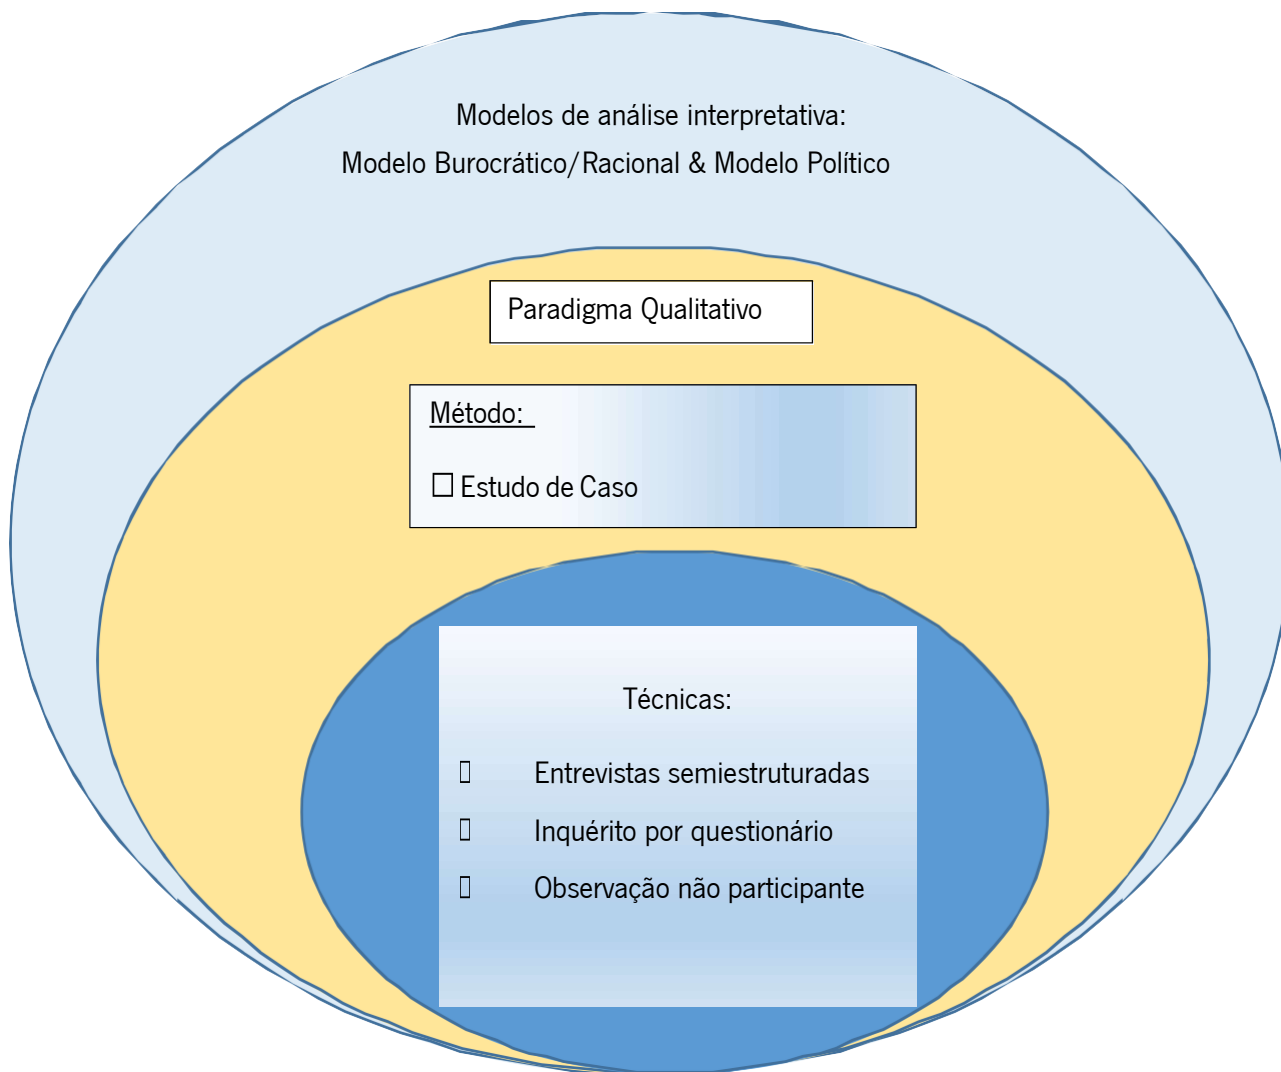 Modelos de análise interpretativa:
Modelo Burocrático/Racional & Modelo Político
Paradigma Qualitativo
Método:
□ Estudo de Caso
Técnicas:
▯ Entrevistas semiestruturadas
▯ Inquérito por questionário
▯ Observação não participante